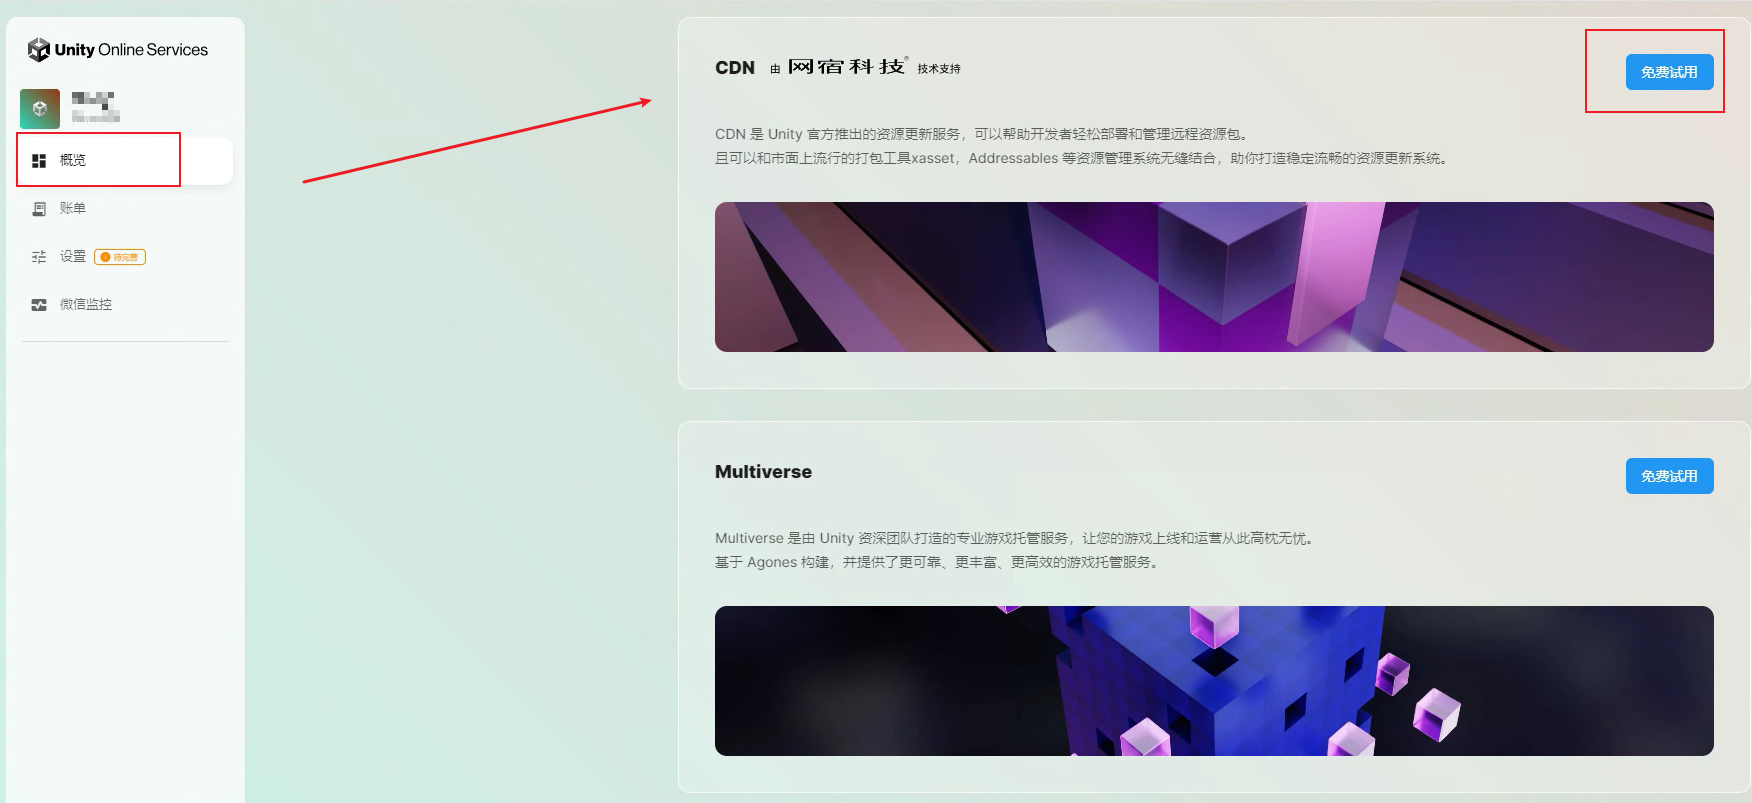 Unity Online Services
概览
账单
设置 待完善
微信监控
CDN 由 网宿科技® 技术支持
免费试用
CDN 是 Unity 官方推出的资源更新服务，可以帮助开发者轻松部署和管理远程资源包。
且可以和市面上流行的打包工具xasset，Addressables 等资源管理系统无缝结合，助你打造稳定流畅的资源更新系统。
Multiverse
免费试用
Multiverse 是由 Unity 资深团队打造的专业游戏托管服务，让您的游戏上线和运营从此高枕无忧。
基于 Agones 构建，并提供了更可靠、更丰富、更高效的游戏托管服务。